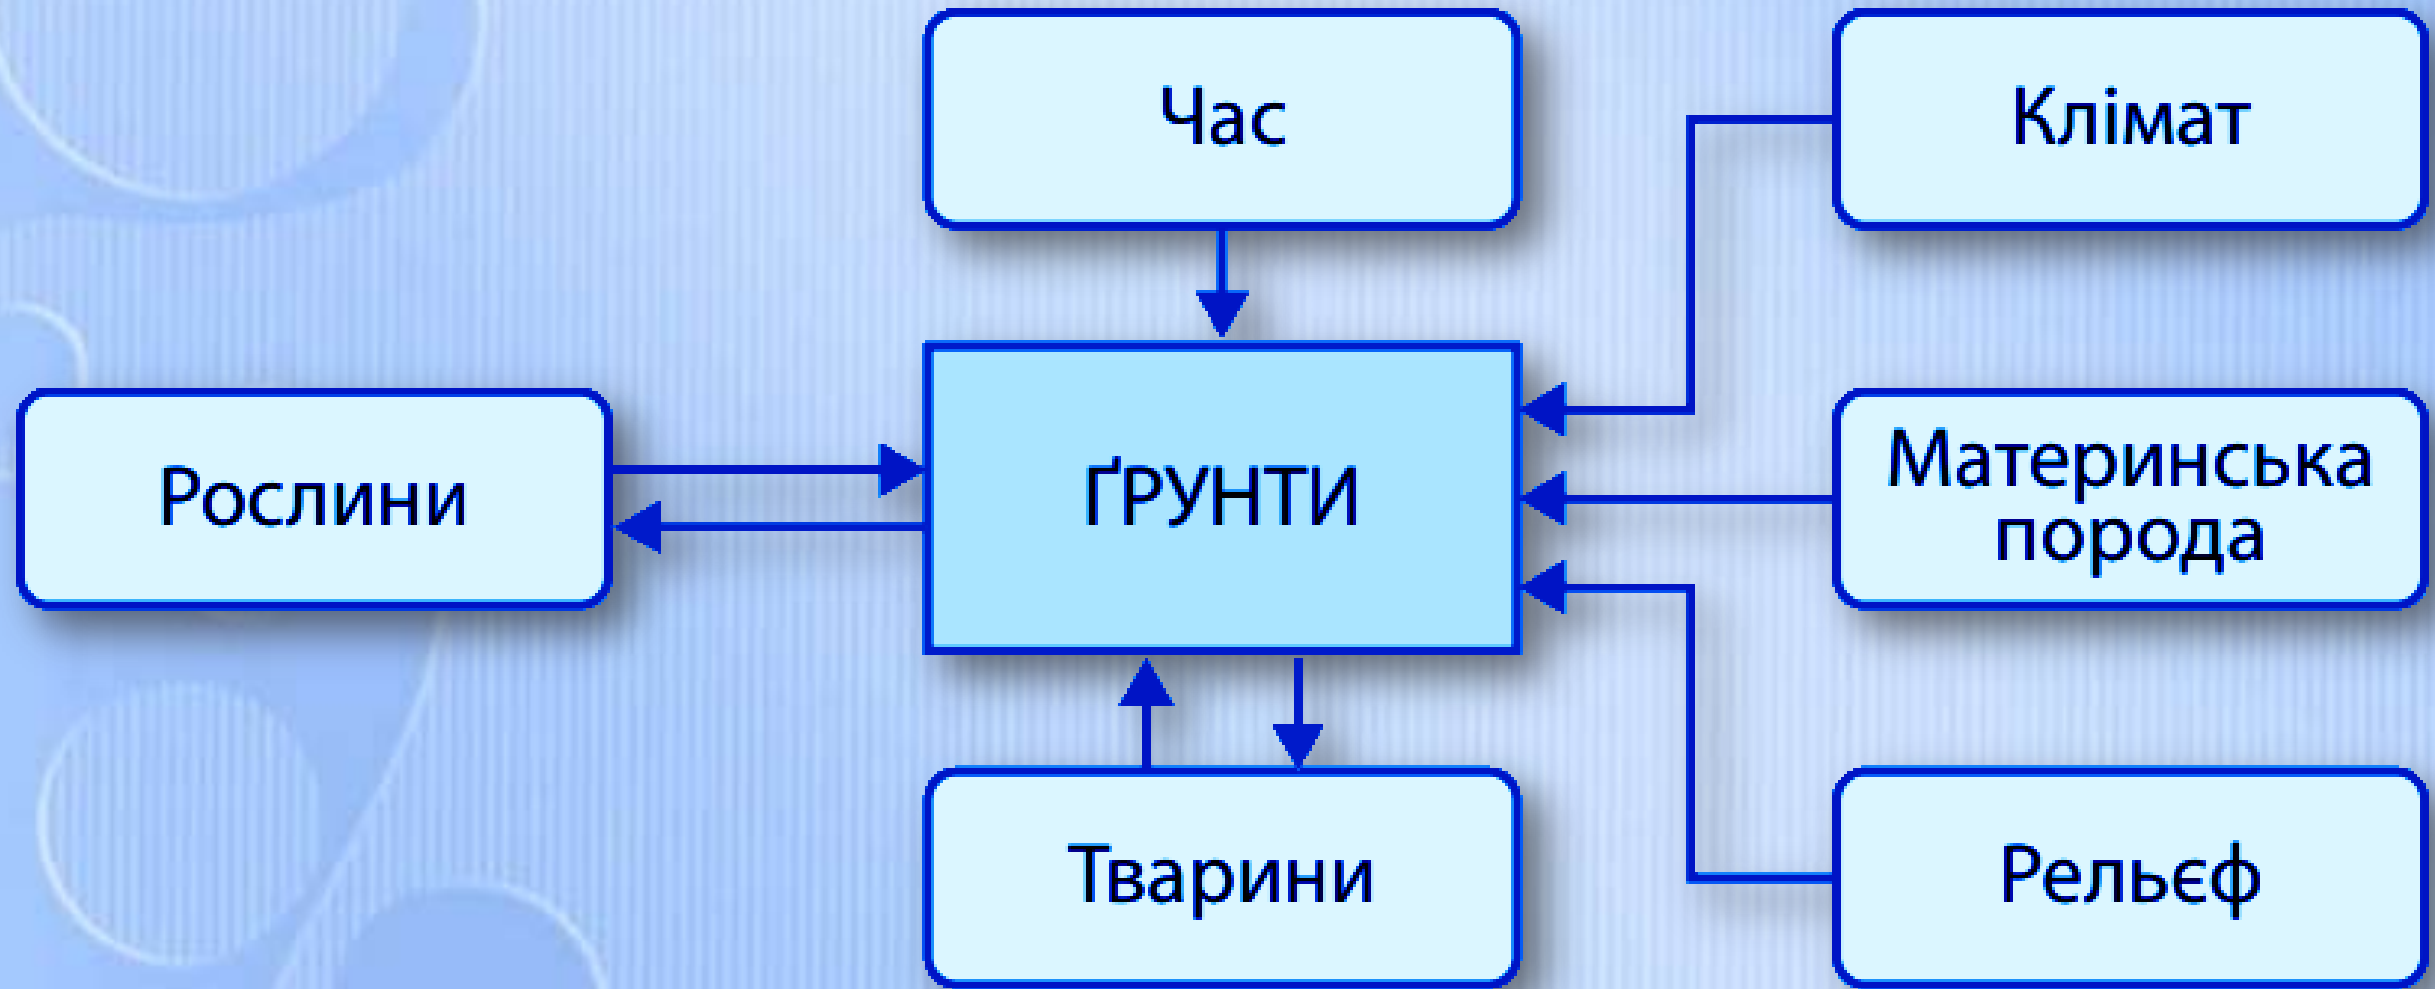 Час
Клімат
Рослини
ҐРУНТИ
Материнська
порода
Тварини
Рельєф